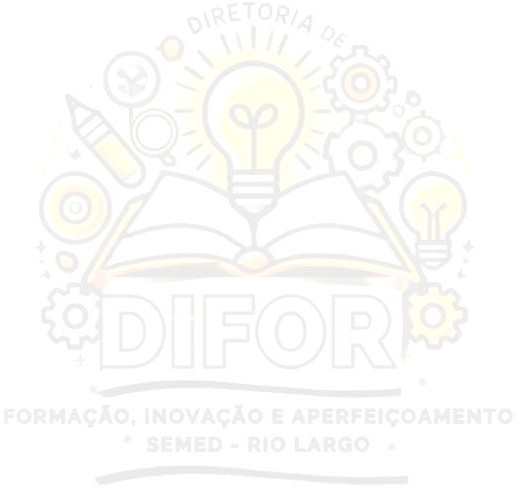 DIRETORIA DE
DIFOR
FORMAÇÃO, INOVAÇÃO E APERFEIÇOAMENTO
SEMED - RIO LARGO